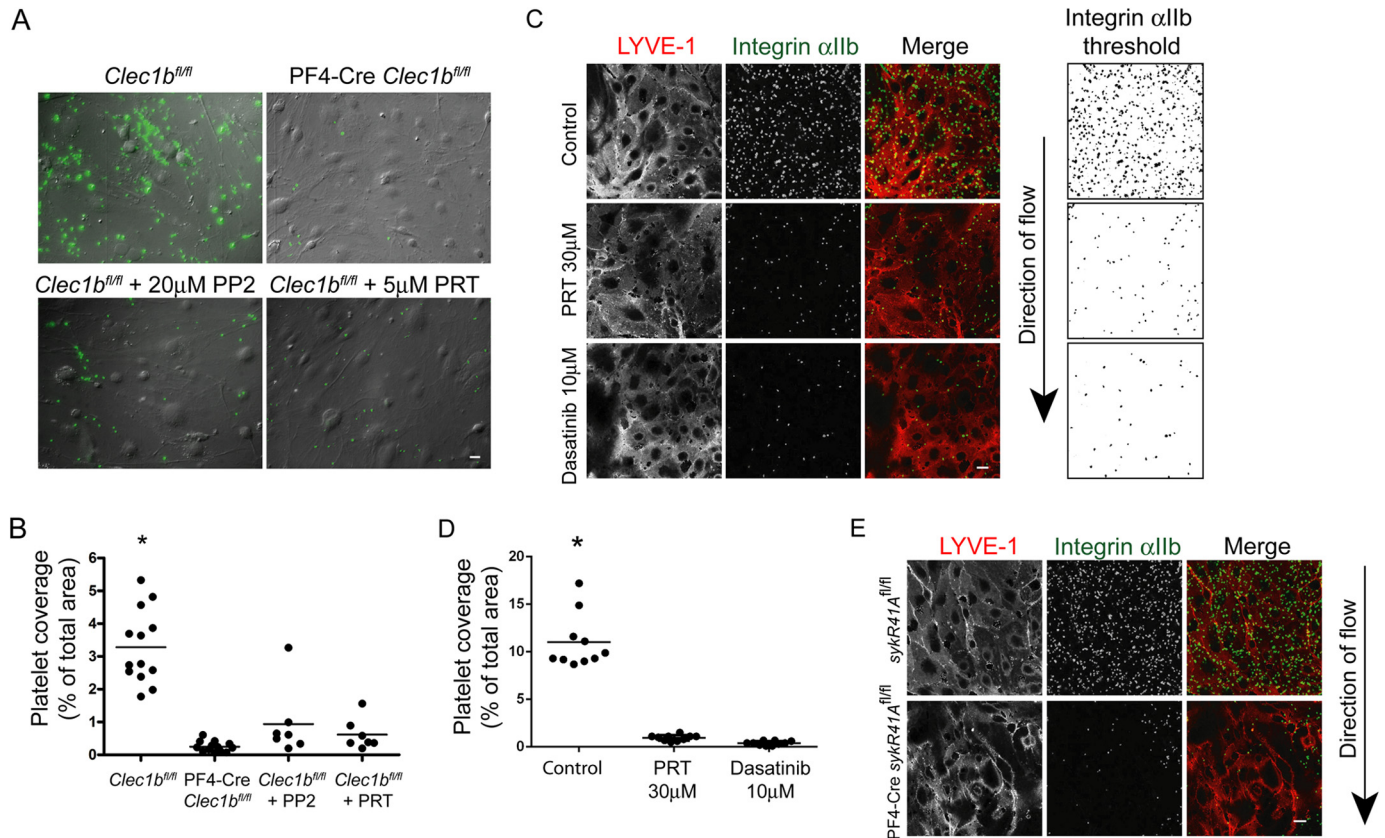 A
Clec1bfl/fl
PF4-Cre Clec1bfl/fl
Clec1bfl/fl + 20μM PP2
Clec1bfl/fl + 5μM PRT
B
Platelet coverage
(% of total area)
6
5
4
3
2
1
0
*
Clec1bfl/fl
PF4-Cre
Clec1bfl/fl
Clec1bfl/fl
+ PP2
Clec1bfl/fl
+ PRT
C
LYVE-1
Integrin αIIb
Merge
Integrin αIIb
threshold
Control
PRT 30μM
Dasatinib 10μM
Direction of flow
D
Platelet coverage
(% of total area)
20
15
10
5
0
*
Control
PRT
30μM
Dasatinib
10μM
E
LYVE-1
Integrin αIIb
Merge
sykR41Afl/fl
PF4-Cre sykR41Afl/fl
Direction of flow